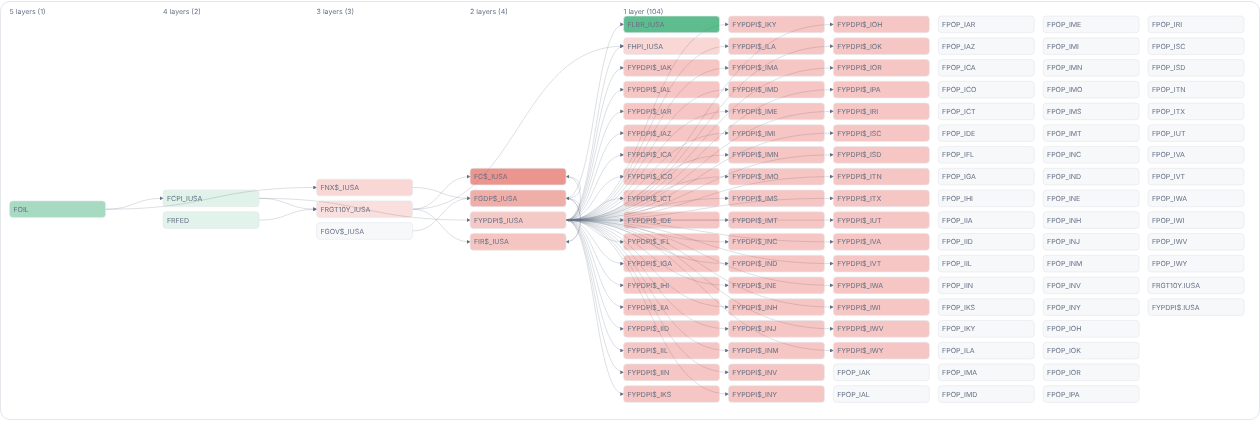 5 layers (1)
4 layers (2)
3 layers (3)
2 layers (4)
1 layer (104)
FOIL
FCPI_IUSA
FRFED
FNX$_IUSA
FRGT10Y_IUSA
FGOV$_IUSA
FC$_IUSA
FGDP$_IUSA
FYPDPI$_IUSA
FIR$_IUSA
FLBR_IUSA
FHPI_IUSA
FYPDPI$_IAK
FYPDPI$_IAL
FYPDPI$_IAR
FYPDPI$_IAZ
FYPDPI$_ICA
FYPDPI$_ICO
FYPDPI$_ICT
FYPDPI$_IDE
FYPDPI$_IFL
FYPDPI$_IGA
FYPDPI$_IHI
FYPDPI$_IIA
FYPDPI$_IID
FYPDPI$_IIL
FYPDPI$_IIN
FYPDPI$_IKS
FYPDPI$_IKY
FYPDPI$_ILA
FYPDPI$_IMA
FYPDPI$_IMD
FYPDPI$_IME
FYPDPI$_IMI
FYPDPI$_IMN
FYPDPI$_IMO
FYPDPI$_IMS
FYPDPI$_IMT
FYPDPI$_INC
FYPDPI$_IND
FYPDPI$_INE
FYPDPI$_INH
FYPDPI$_INJ
FYPDPI$_INM
FYPDPI$_INV
FYPDPI$_INY
FYPDPI$_IOH
FYPDPI$_IOK
FYPDPI$_IOR
FYPDPI$_IPA
FYPDPI$_IRI
FYPDPI$_ISC
FYPDPI$_ISD
FYPDPI$_ITN
FYPDPI$_ITX
FYPDPI$_IUT
FYPDPI$_IVA
FYPDPI$_IVT
FYPDPI$_IWA
FYPDPI$_IWI
FYPDPI$_IWV
FYPDPI$_IWY
FPOP_IAK
FPOP_IAL
FPOP_IAR
FPOP_IAZ
FPOP_ICA
FPOP_ICO
FPOP_ICT
FPOP_IDE
FPOP_IFL
FPOP_IGA
FPOP_IHI
FPOP_IIA
FPOP_IID
FPOP_IIL
FPOP_IIN
FPOP_IKS
FPOP_IKY
FPOP_ILA
FPOP_IMA
FPOP_IMD
FPOP_IME
FPOP_IMI
FPOP_IMN
FPOP_IMO
FPOP_IMS
FPOP_IMT
FPOP_INC
FPOP_IND
FPOP_INE
FPOP_INH
FPOP_INJ
FPOP_INM
FPOP_INV
FPOP_INY
FPOP_IOH
FPOP_IOK
FPOP_IOR
FPOP_IPA
FPOP_IRI
FPOP_ISC
FPOP_ISD
FPOP_ITN
FPOP_ITX
FPOP_IUT
FPOP_IVA
FPOP_IVT
FPOP_IWA
FPOP_IWI
FPOP_IWV
FPOP_IWY
FRGT10Y.IUSA
FYPDPI$.IUSA